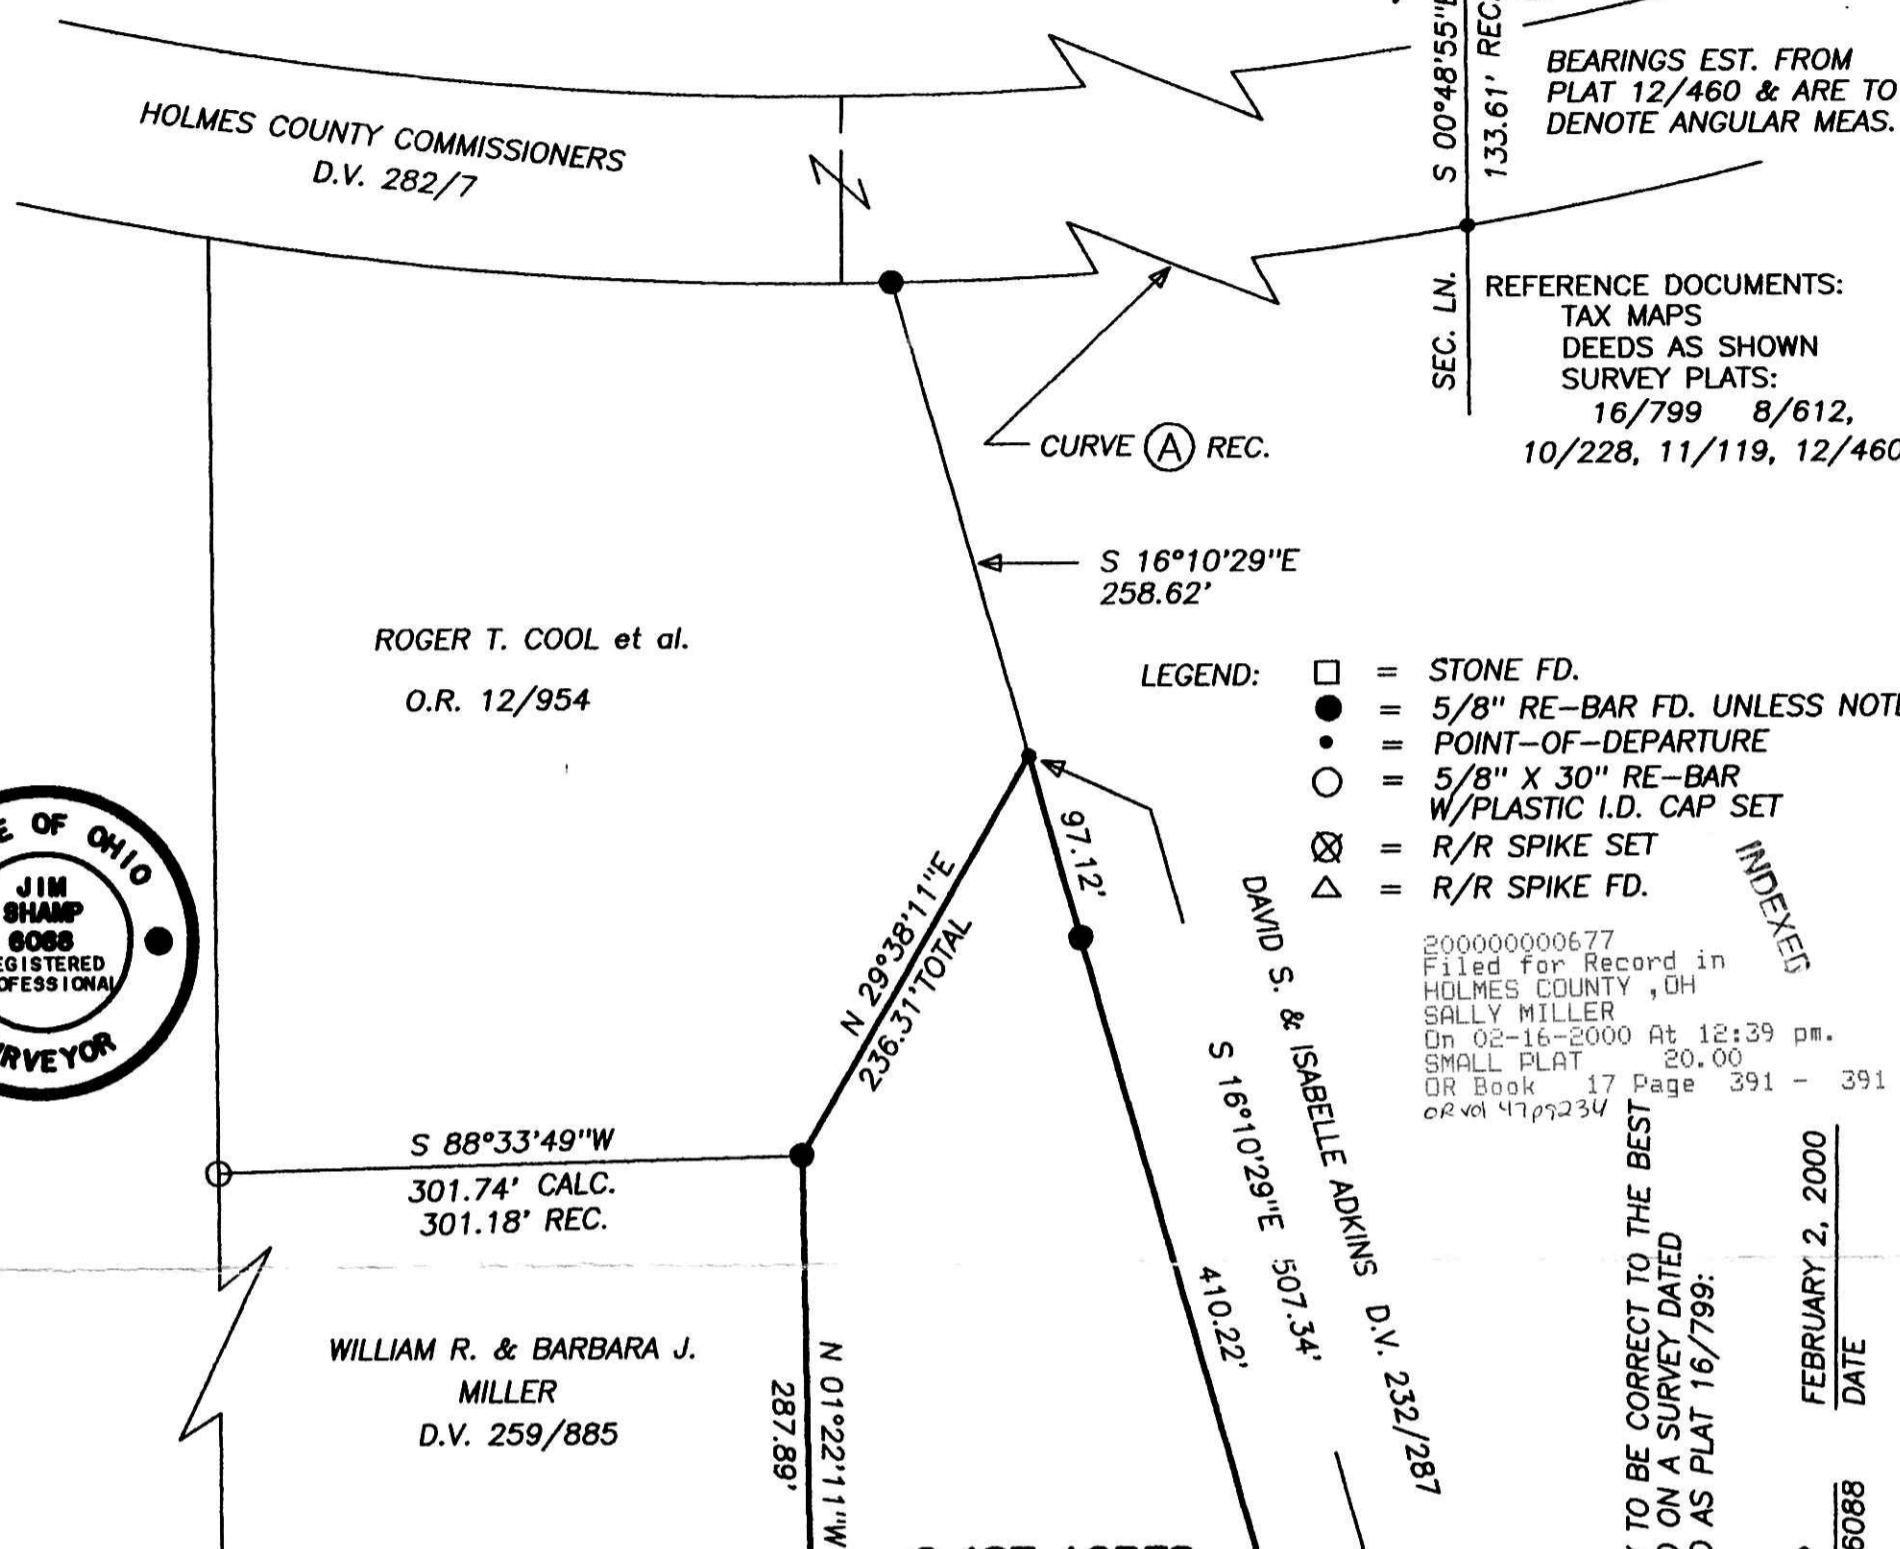 S 00°48'55"E
133.61' REC.
BEARINGS EST. FROM
PLAT 12/460 & ARE TO
DENOTE ANGULAR MEAS.
HOLMES COUNTY COMMISSIONERS
D.V. 282/7
SEC. LN.
REFERENCE DOCUMENTS:
TAX MAPS
DEEDS AS SHOWN
SURVEY PLATS:
16/799 8/612,
10/228, 11/119, 12/460
CURVE A REC.
S 16°10'29"E
258.62'
ROGER T. COOL et al.
O.R. 12/954
LEGEND:
= STONE FD.
= 5/8" RE-BAR FD. UNLESS NOTE
= POINT-OF-DEPARTURE
= 5/8" X 30" RE-BAR
W/PLASTIC I.D. CAP SET
= R/R SPIKE SET
= R/R SPIKE FD.
E OF OHIO
JIM
SHAMP
EGISTERED
OFESSIONAL
RVEYOR
97.12'
N 29°38'11"E
236.31' TOTAL
DAVID S. & ISABELLE ADKINS D.V. 232/287
S 16°10'29"E 507.34'
410.22'
INDEXED
200000000677
Filed for Record in
HOLMES COUNTY ,OH
SALLY MILLER
On 02-16-2000 At 12:39 pm.
SMALL PLAT 20.00
OR Book 17 Page 391 - 391
OR vol 47 pg 234
S 88°33'49"W
301.74' CALC.
301.18' REC.
WILLIAM R. & BARBARA J.
MILLER
D.V. 259/885
N 01°22'11"W
287.89'
TO BE CORRECT TO THE BEST
ON A SURVEY DATED
AS PLAT 16/799:
FEBRUARY 2, 2000
DATE
6088